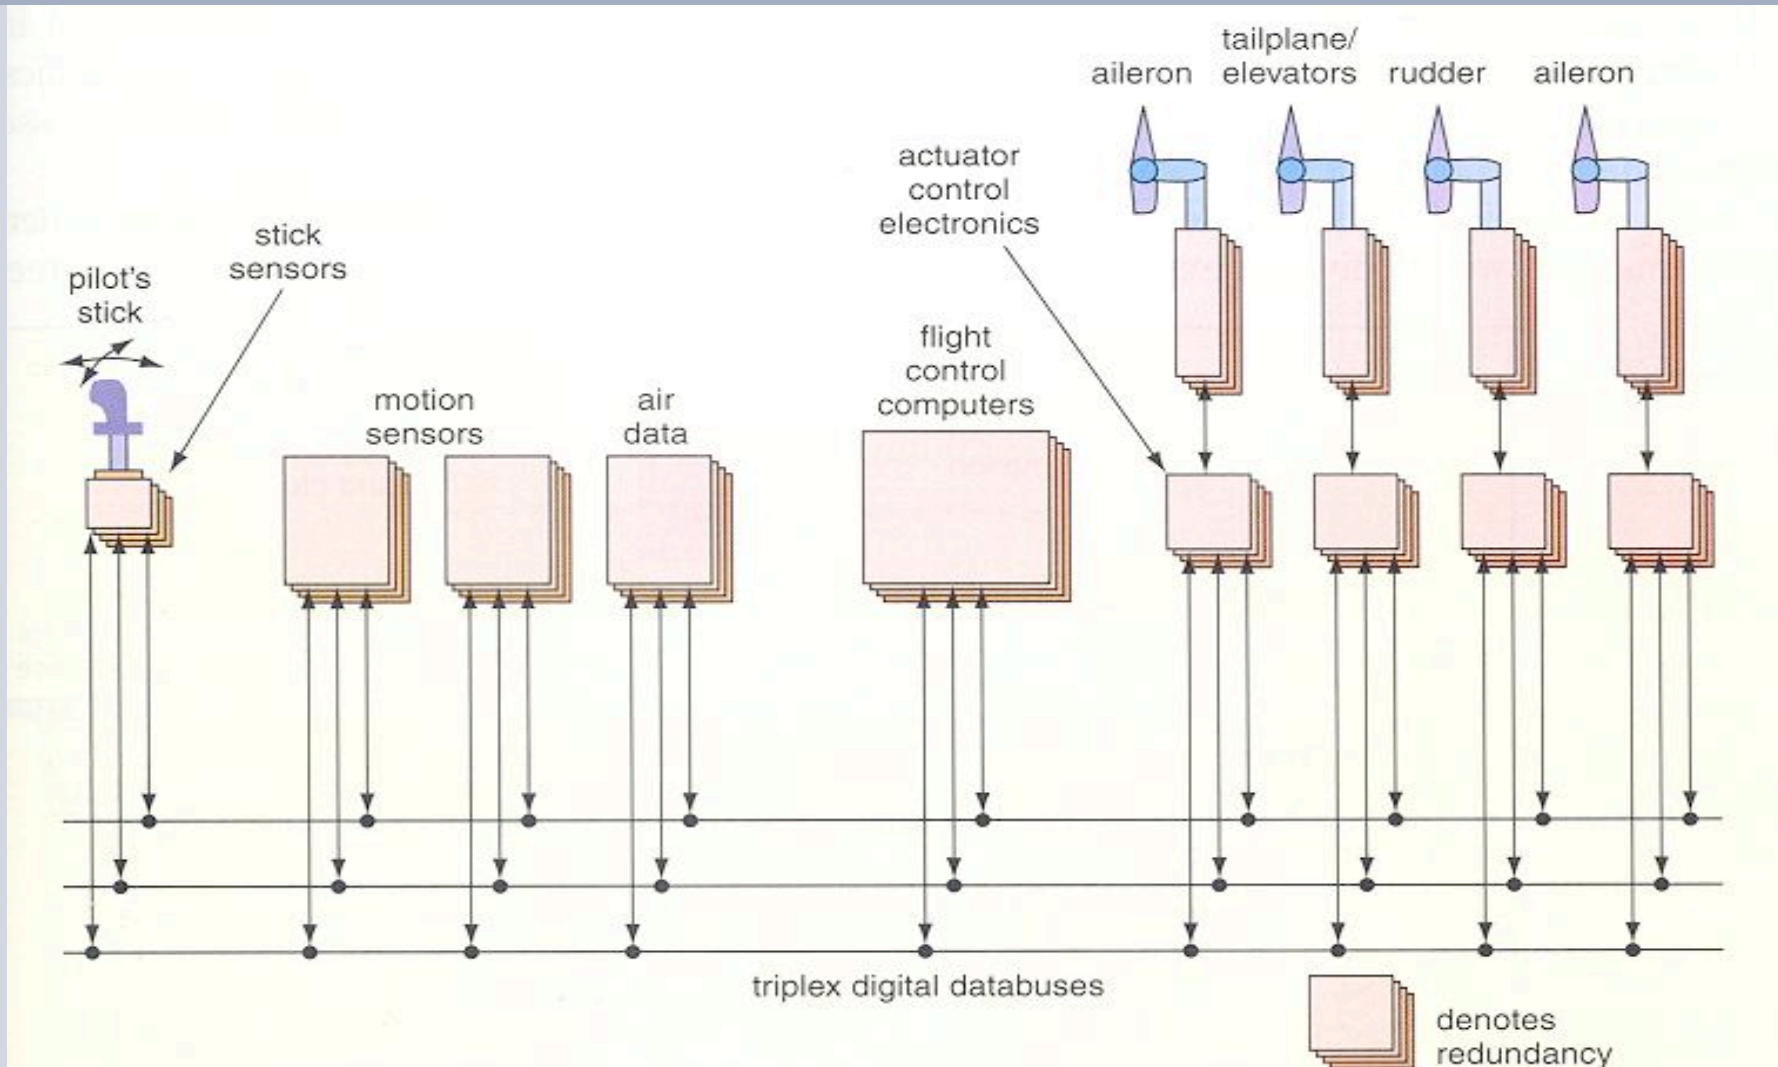 tailplane/
aileron elevators rudder aileron
actuator
control
electronics
stick
sensors
pilot's
stick
flight
control
computers
motion
sensors
air
data
triplex digital databuses
denotes
redundancy